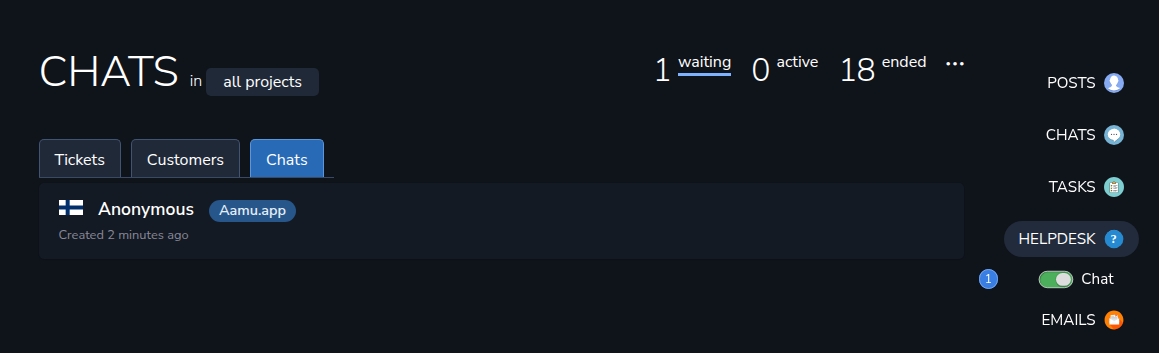 CHATS in all projects
1 waiting 0 active 18 ended ...
Tickets Customers Chats
Anonymous Aamu.app
Created 2 minutes ago
POSTS
CHATS
TASKS
HELPDESK ?
1 Chat
EMAILS